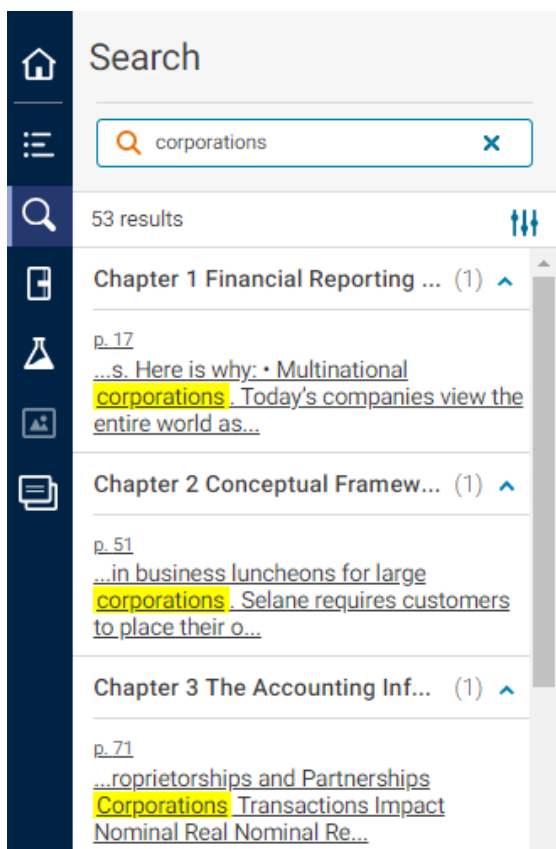 Search
corporations
53 results
Chapter 1 Financial Reporting ... (1)
p. 17
...s. Here is why: • Multinational
corporations . Today’s companies view the
entire world as...
Chapter 2 Conceptual Framew... (1)
p. 51
...in business luncheons for large
corporations . Selane requires customers
to place their o...
Chapter 3 The Accounting Inf... (1)
p. 71
...roprietorships and Partnerships
Corporations Transactions Impact
Nominal Real Nominal Re...